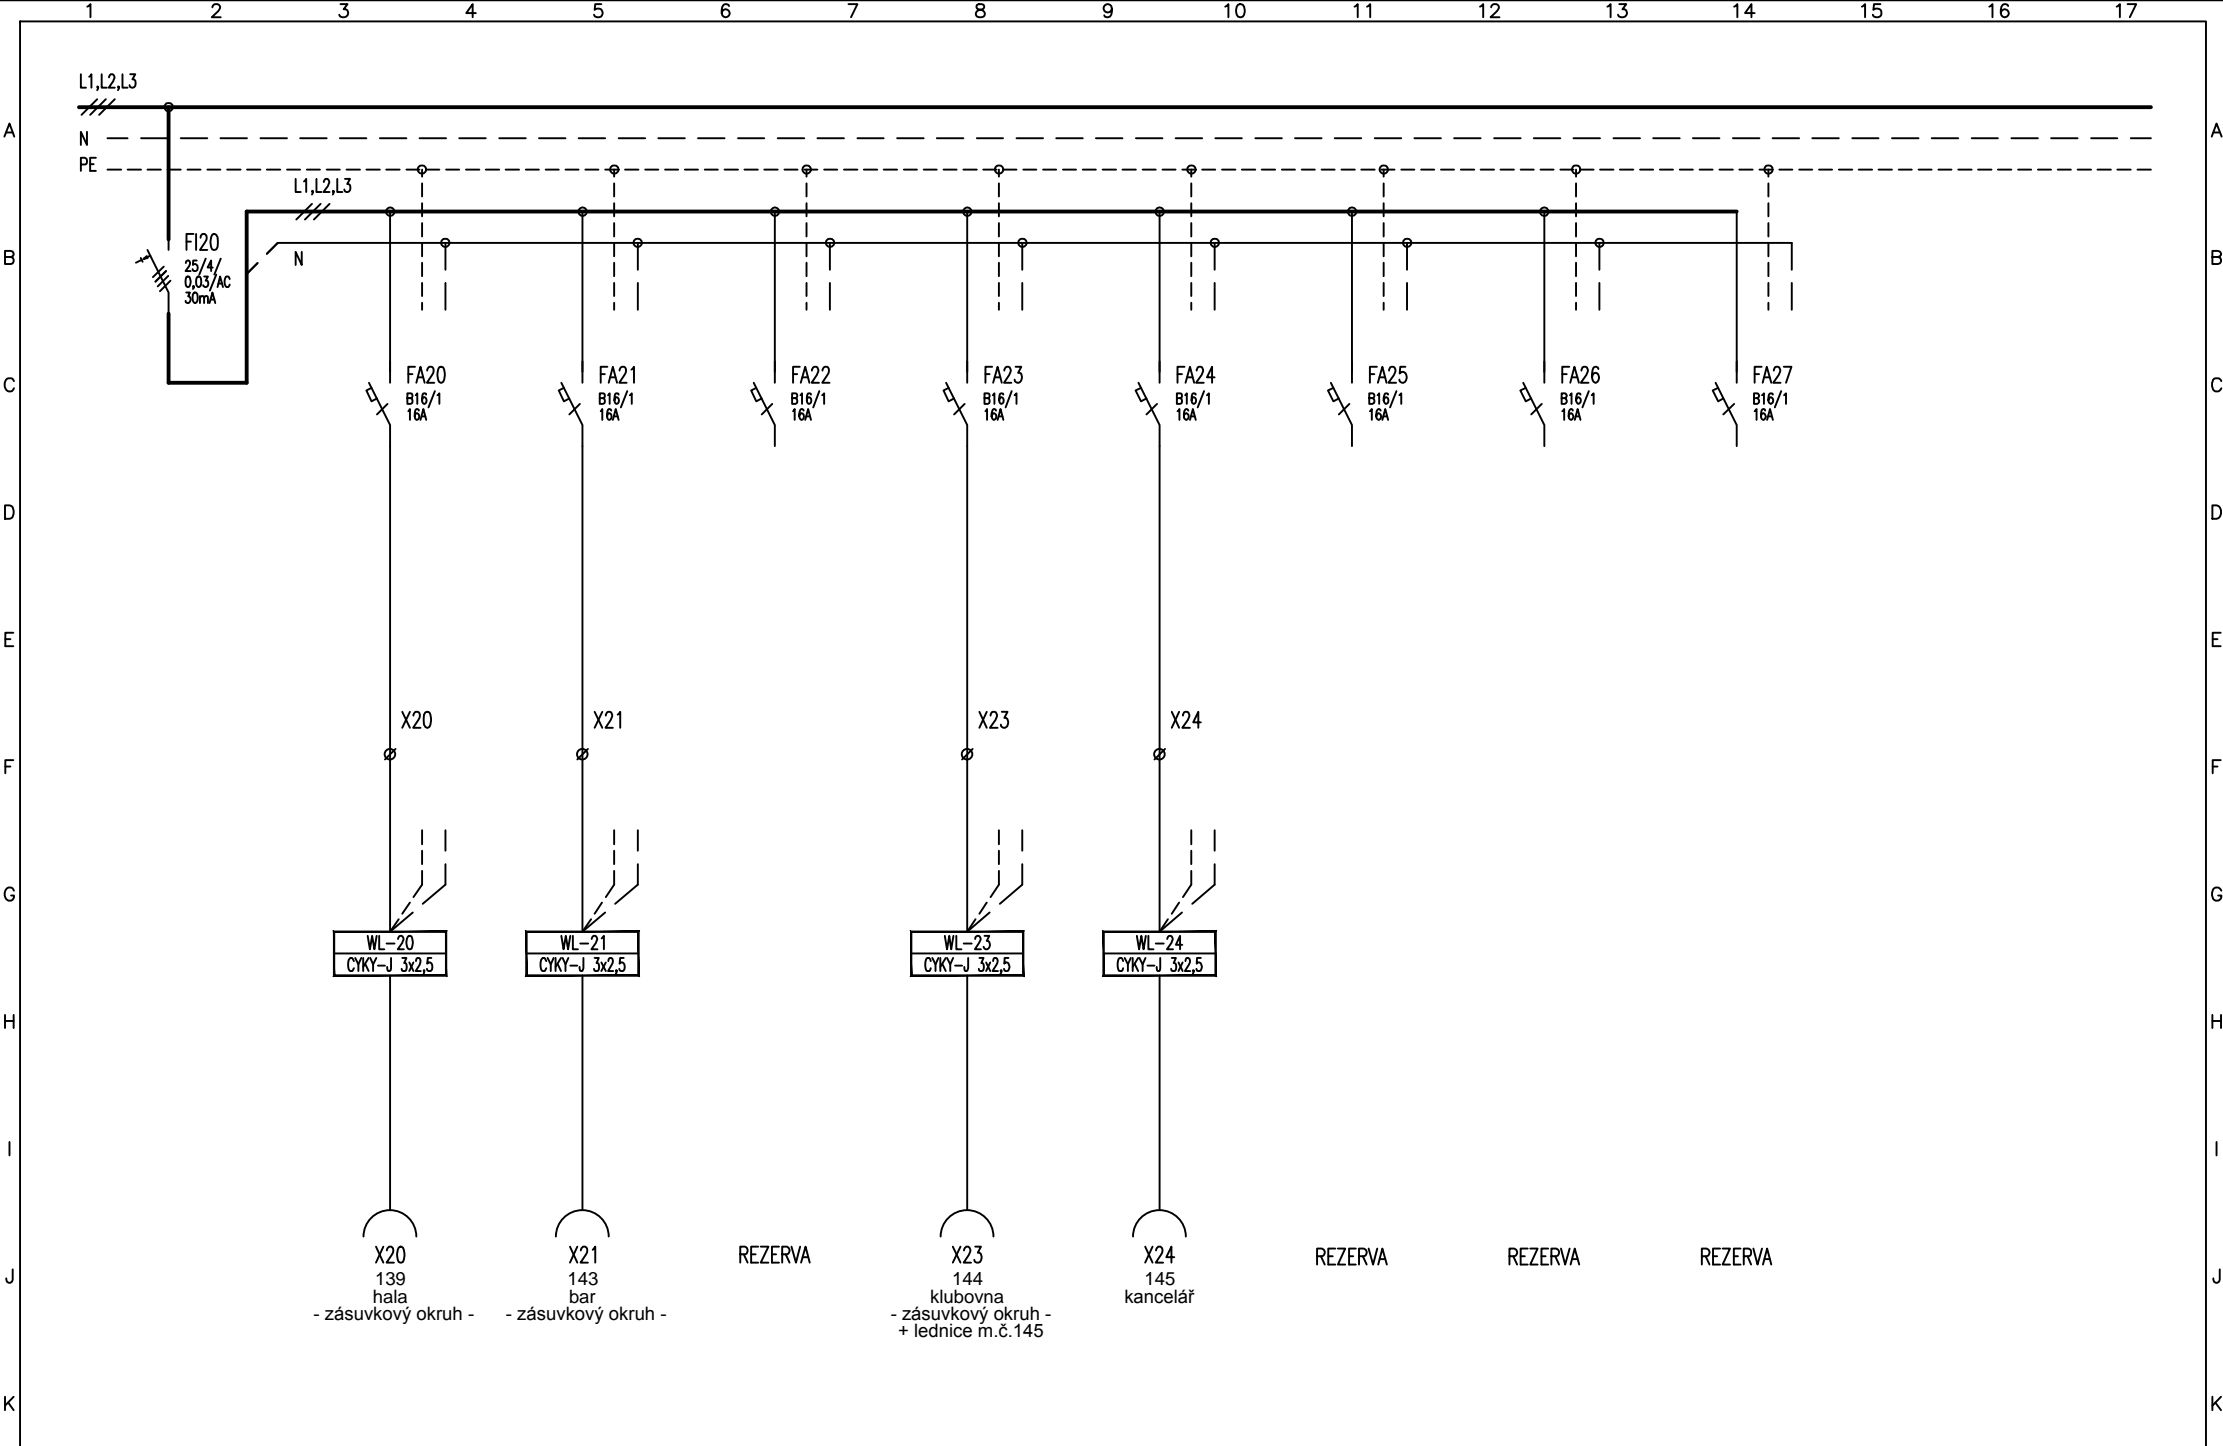 1 2 3 4 5 6 7 8 9 10 11 12 13 14 15 16 17
L1,L2,L3
A A
N
PE
L1,L2,L3
FI20
25/4/
0,03/AC
30mA
B N B
C C
FA20
B16/1
16A
FA21
B16/1
16A
FA22
B16/1
16A
FA23
B16/1
16A
FA24
B16/1
16A
FA25
B16/1
16A
FA26
B16/1
16A
FA27
B16/1
16A
D D
E E
X20 X21 X23 X24
F F
G G
WL-20
CYKY-J 3x2,5
WL-21
CYKY-J 3x2,5
WL-23
CYKY-J 3x2,5
WL-24
CYKY-J 3x2,5
H H
I I
J J
X20
139
hala
- zásuvkový okruh -
X21
143
bar
- zásuvkový okruh -
REZERVA
X23
144
klubovna
- zásuvkový okruh -
+ lednice m.č.145
X24
145
kancelář
REZERVA
REZERVA
REZERVA
K K